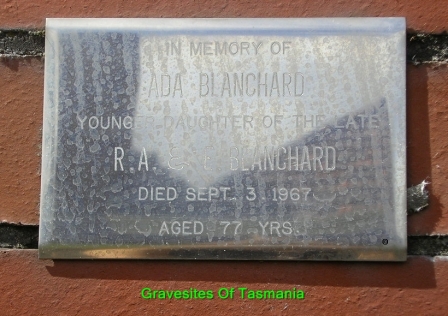 IN MEMORY OF
ADA BLANCHARD
DAUGHTER OF THE LATE
R.A. & E. BLANCHARD
DIED SEPT. 3 1967
AGED 77 YRS.
Gravesites Of Tasmania